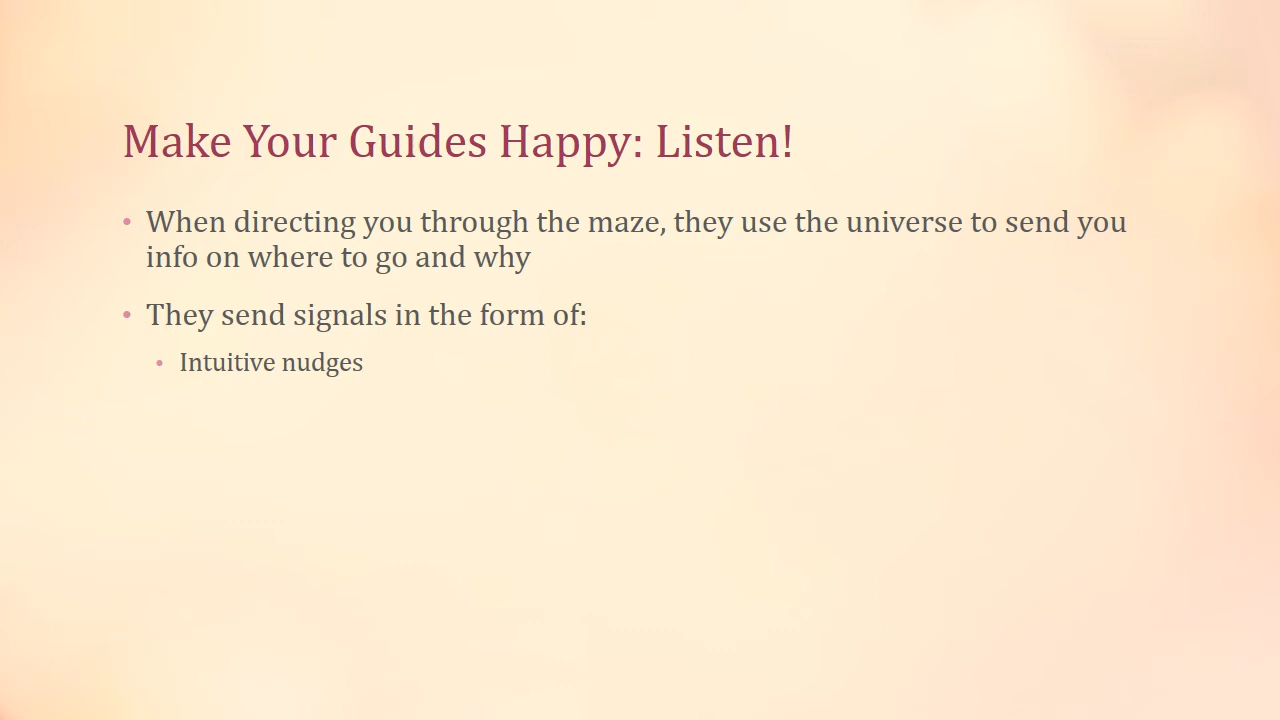 Make Your Guides Happy: Listen!
• When directing you through the maze, they use the universe to send you
info on where to go and why
• They send signals in the form of:
• Intuitive nudges